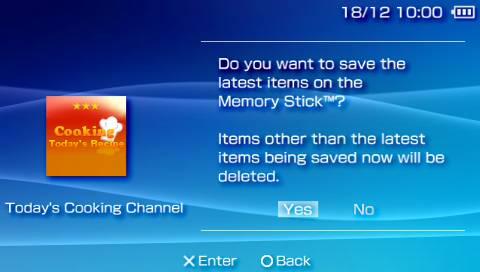 18/12 10:00
Do you want to save the
latest items on the
Memory Stick™?
Items other than the latest
items being saved now will be
deleted.
Yes No
Cooking
Today's Recipe
Today's Cooking Channel
Enter Back